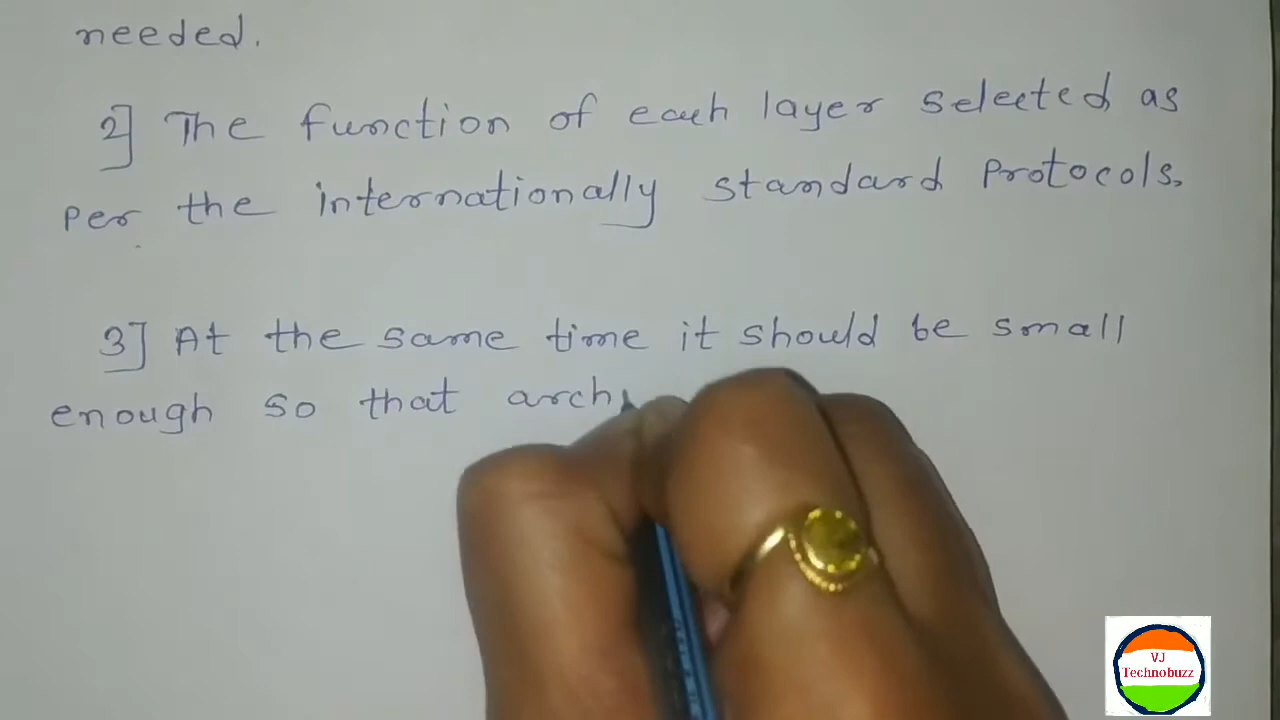 needed.
2] The function of each layer selected as
per the internationally standard Protocols.
3] At the same time it should be small
enough so that arch
VJ
Technobuzz